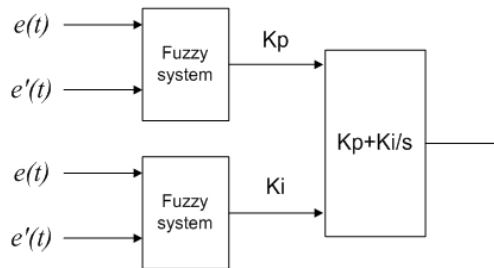 e(t)
e'(t)
Fuzzy
system
Kp
e(t)
e'(t)
Fuzzy
system
Ki
Kp+Ki/s